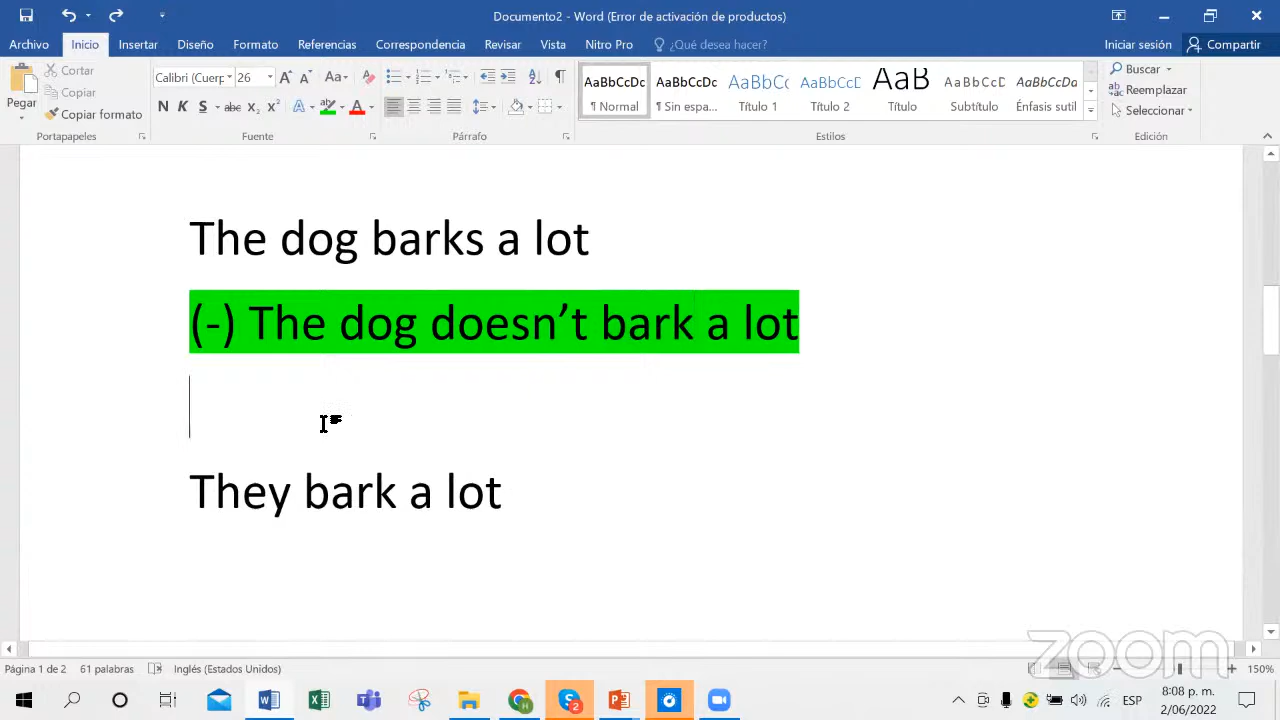 Documento2 - Word (Error de activación de productos)
Archivo Inicio Insertar Diseño Formato Referencias Correspondencia Revisar Vista Nitro Pro ¿Qué desea hacer? Iniciar sesión Compartir
Pegar
Cortar
Copiar
Copiar formato
Portapapeles
Calibri (Cuerp 26
N K S abc x₂ x²
Fuente
Párrafo
AaBbCcDc AaBbCcDc AaBbCc AaBbCcE AaB AaBbCcD AaBbCcDc
¶ Normal ¶ Sin espa... Título 1 Título 2 Título Subtítulo Énfasis sutil
Estilos
Buscar
Reemplazar
Seleccionar
Edición
The dog barks a lot
(-) The dog doesn’t bark a lot
They bark a lot
zoom
Página 1 de 2 61 palabras Inglés (Estados Unidos) 150%
ESP
8:08 p. m.
2/06/2022